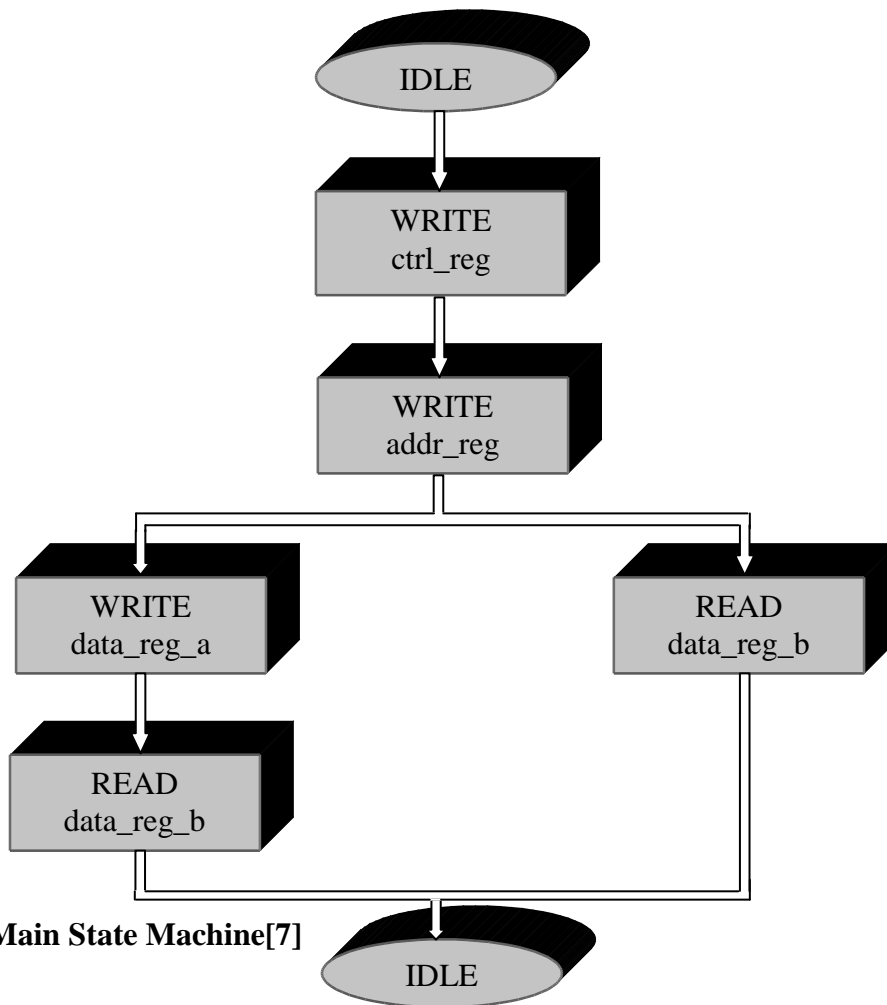 IDLE
WRITE
ctrl_reg
WRITE
addr_reg
WRITE
data_reg_a
READ
data_reg_b
READ
data_reg_b
Main State Machine[7]
IDLE